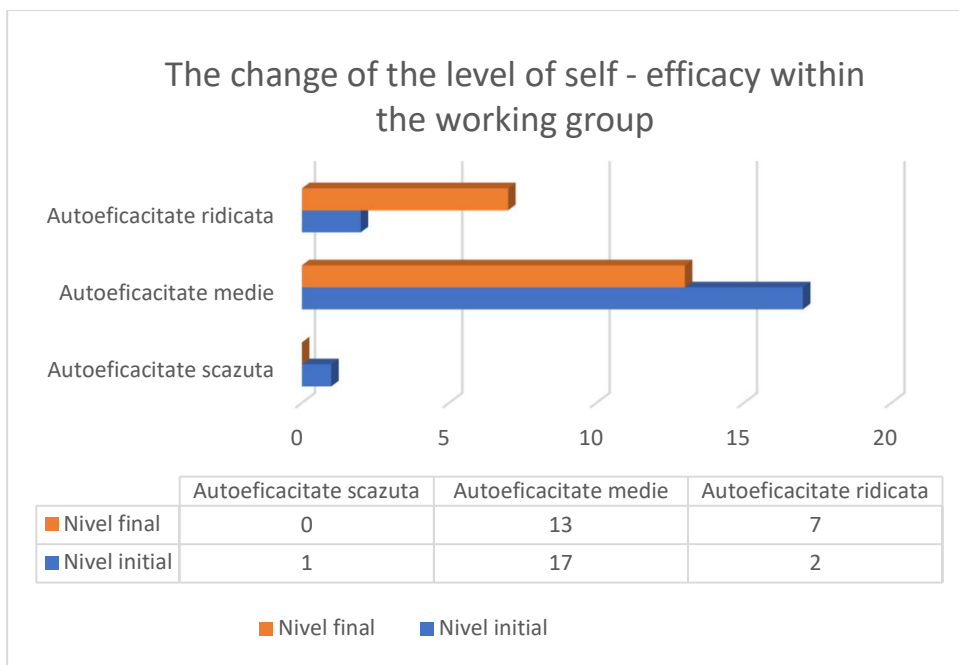 The change of the level of self - efficacy within
the working group
Autoeficacitate ridicata
Autoeficacitate medie
Autoeficacitate scazuta
0 5 10 15 20
Autoeficacitate scazuta Autoeficacitate medie Autoeficacitate ridicata
Nivel final 0 13 7
Nivel initial 1 17 2
Nivel final Nivel initial